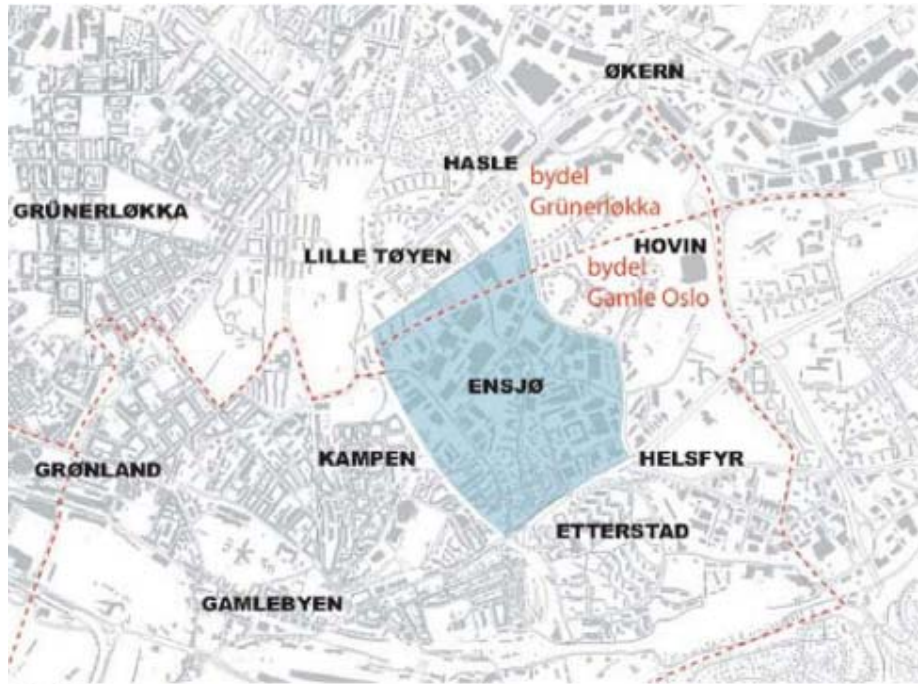 ØKERN
HASLE
bydel
Grünerløkka
GRÜNERLØKKA
LILLE TØYEN
HOVIN
bydel
Gamle Oslo
ENSJØ
KAMPEN
HELSFYR
GRØNLAND
ETTERSTAD
GAMLEBYEN